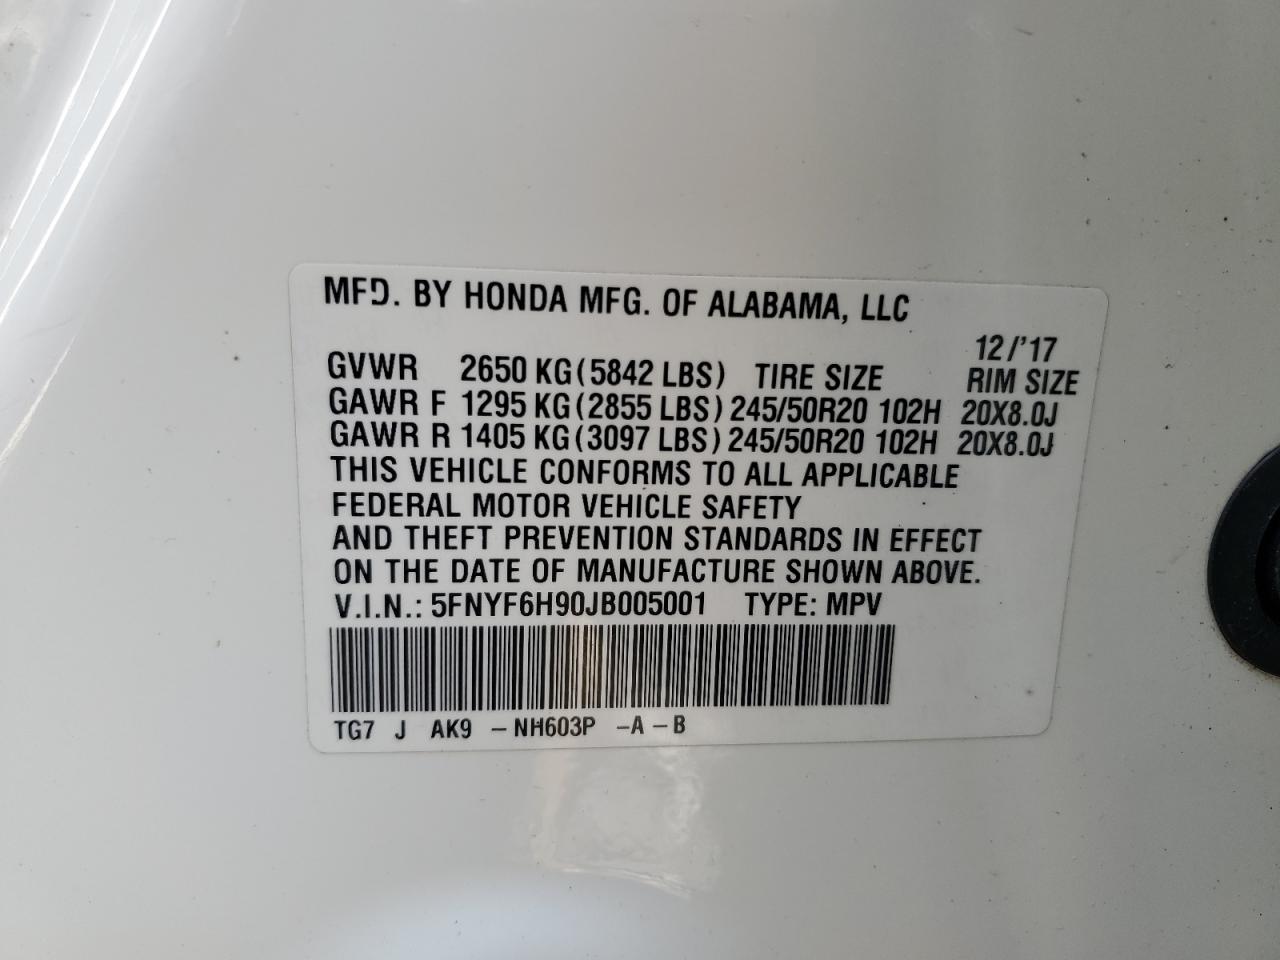 MFD. BY HONDA MFG. OF ALABAMA, LLC
12/'17
GVWR 2650 KG (5842 LBS) TIRE SIZE RIM SIZE
GAWR F 1295 KG (2855 LBS) 245/50R20 102H 20X8.0J
GAWR R 1405 KG (3097 LBS) 245/50R20 102H 20X8.0J
THIS VEHICLE CONFORMS TO ALL APPLICABLE
FEDERAL MOTOR VEHICLE SAFETY
AND THEFT PREVENTION STANDARDS IN EFFECT
ON THE DATE OF MANUFACTURE SHOWN ABOVE.
V.I.N.: 5FNYF6H90JB005001 TYPE: MPV
TG7 J AK9 - NH603P -A-B